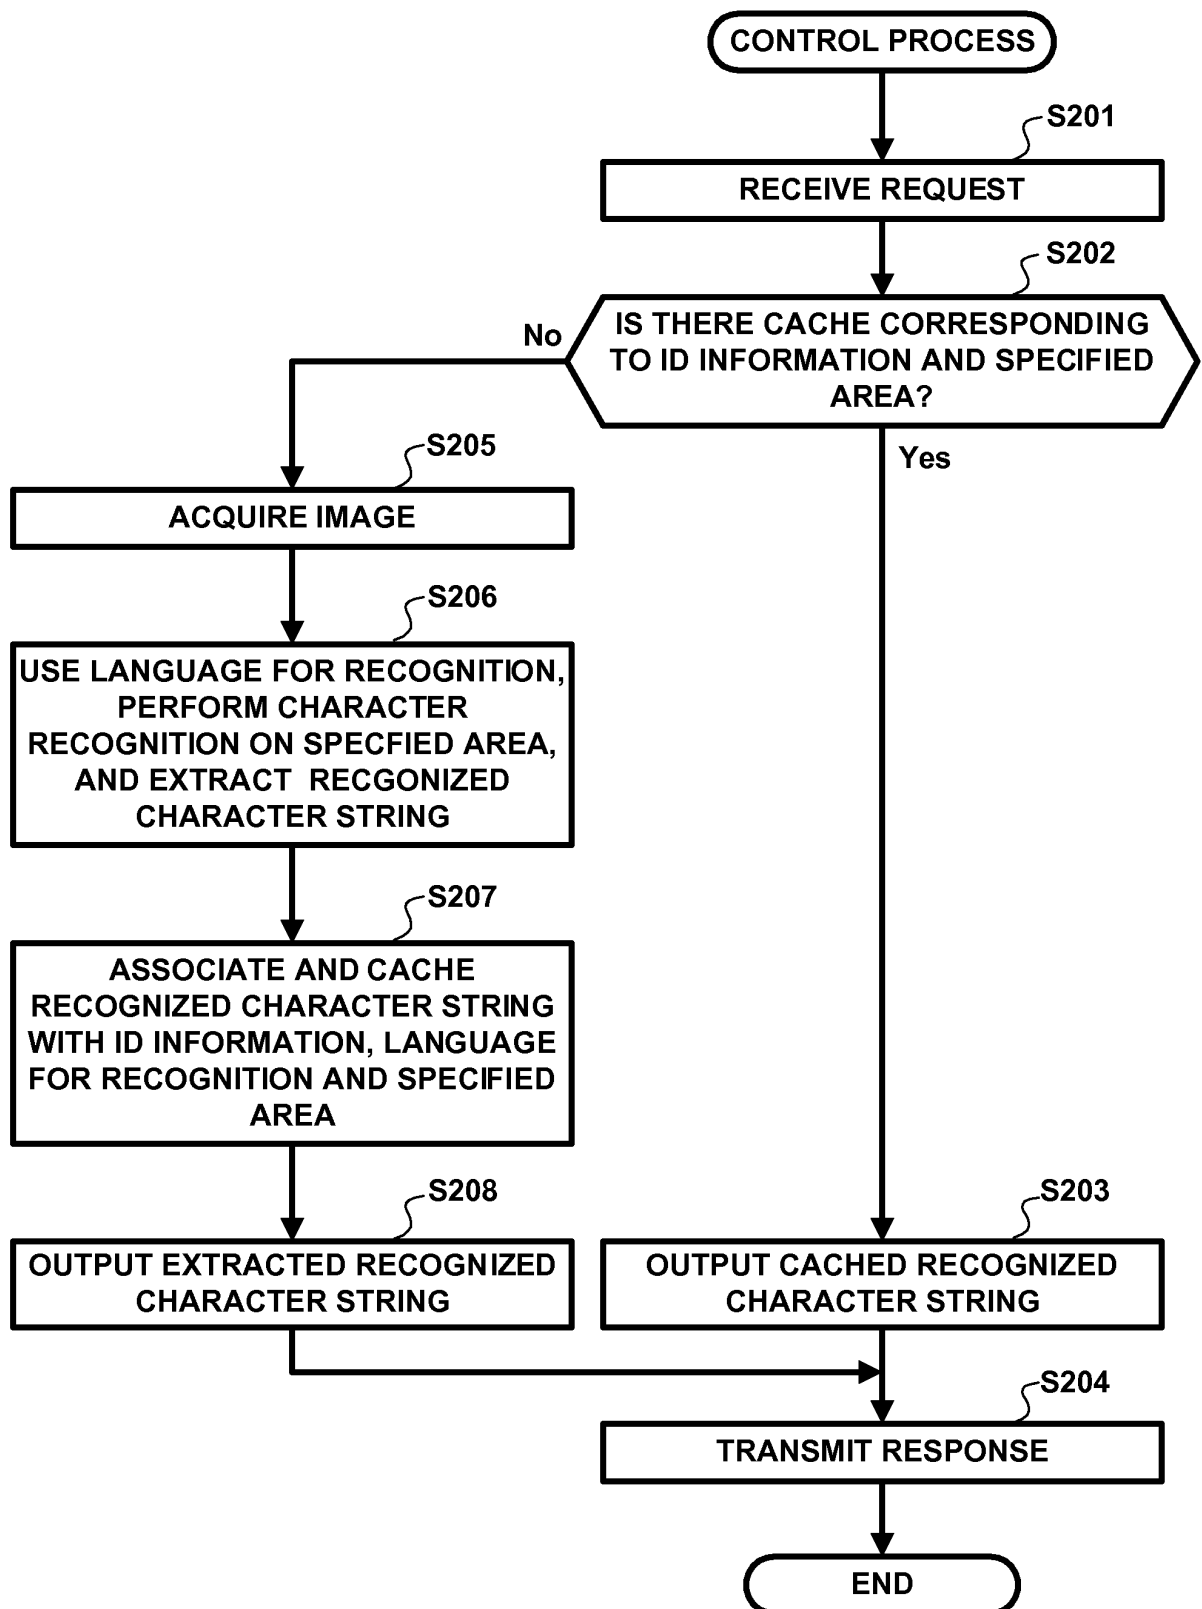 CONTROL PROCESS
S201
RECEIVE REQUEST
S202
IS THERE CACHE CORRESPONDING
TO ID INFORMATION AND SPECIFIED
AREA?
No
Yes
S205
ACQUIRE IMAGE
S206
USE LANGUAGE FOR RECOGNITION,
PERFORM CHARACTER
RECOGNITION ON SPECFIED AREA,
AND EXTRACT RECGONIZED
CHARACTER STRING
S207
ASSOCIATE AND CACHE
RECOGNIZED CHARACTER STRING
WITH ID INFORMATION, LANGUAGE
FOR RECOGNITION AND SPECIFIED
AREA
S208
OUTPUT EXTRACTED RECOGNIZED
CHARACTER STRING
S203
OUTPUT CACHED RECOGNIZED
CHARACTER STRING
S204
TRANSMIT RESPONSE
END